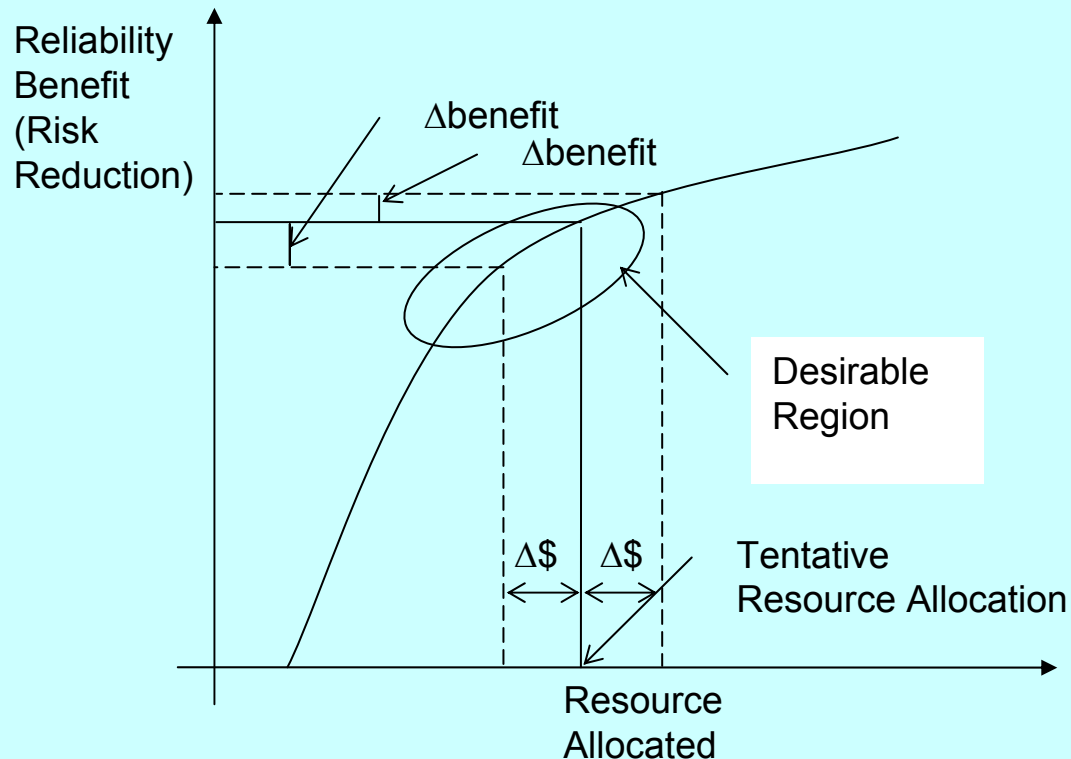 Reliability
Benefit
(Risk
Reduction)
∆benefit
∆benefit
Desirable
Region
∆$
∆$
Tentative
Resource Allocation
Resource
Allocated